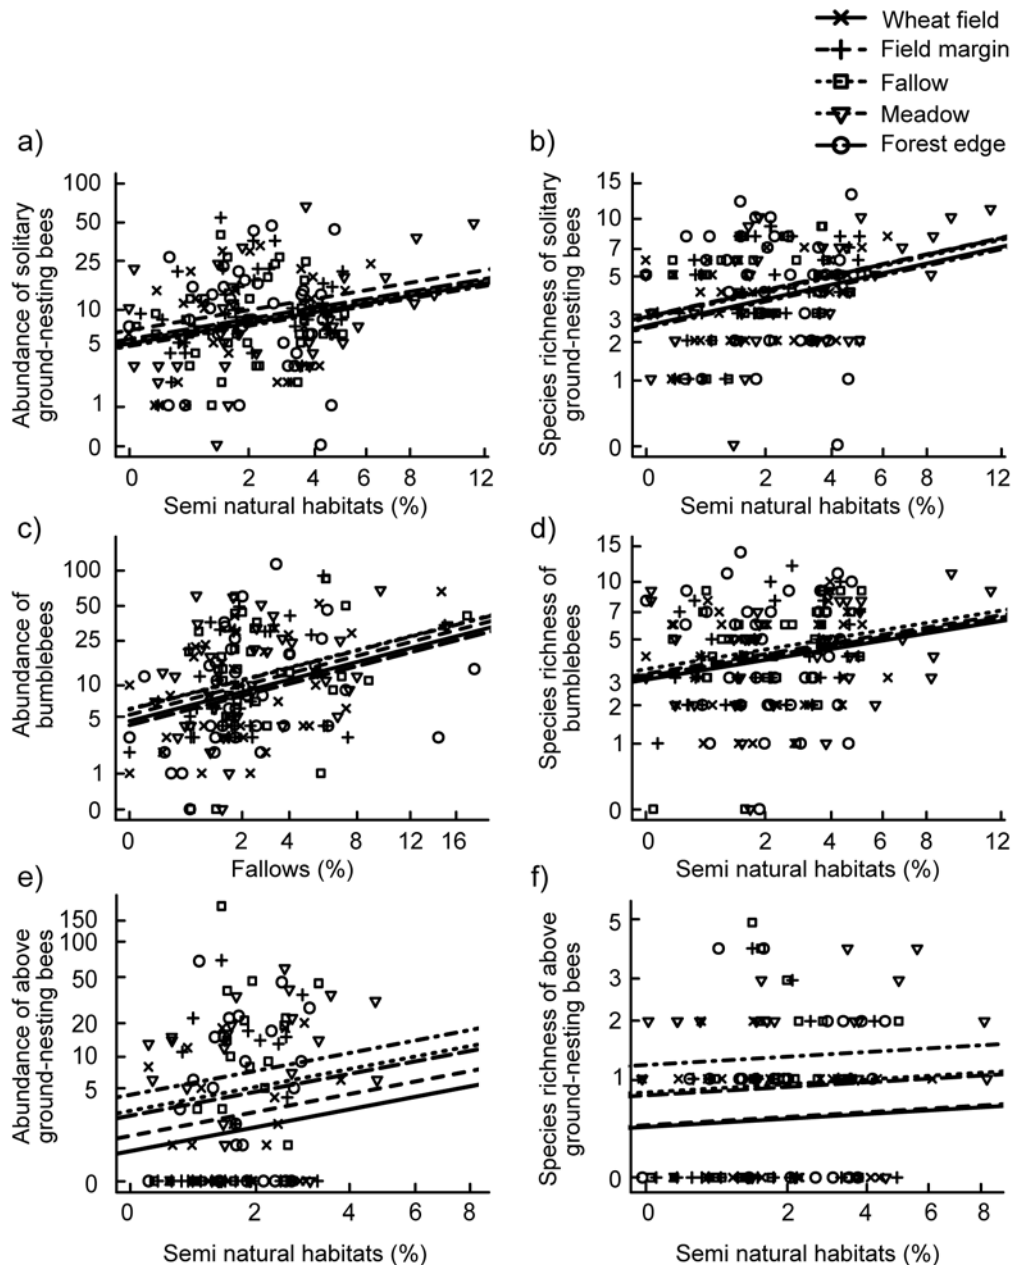 Wheat field
Field margin
Fallow
Meadow
Forest edge
a)
Abundance of solitary
ground-nesting bees
100
50
25
10
5
1
0
0 2 4 6 8 12
Semi natural habitats (%)
b)
Species richness of solitary
ground-nesting bees
15
10
7
5
3
2
1
0
0 2 4 6 8 12
Semi natural habitats (%)
c)
Abundance of
bumblebees
100
50
25
10
5
1
0
0 2 4 8 12 16
Fallows (%)
d)
Species richness of
bumblebees
15
10
7
5
3
2
1
0
0 2 4 6 8 12
Semi natural habitats (%)
e)
Abundance of above
ground-nesting bees
150
100
50
20
10
5
0
0 2 4 6 8
Semi natural habitats (%)
f)
Species richness of above
ground-nesting bees
5
3
2
1
0
0 2 4 6 8
Semi natural habitats (%)